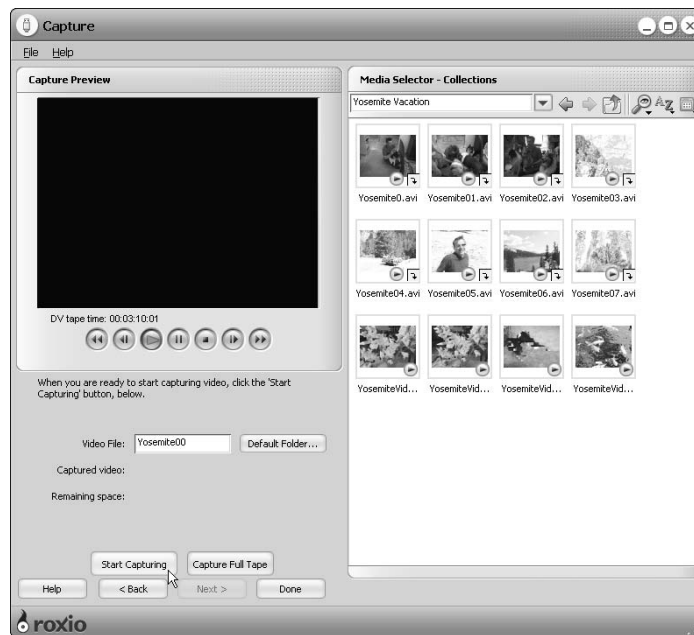 Capture
File Help
Capture Preview
DV tape time: 00:03:10:01
When you are ready to start capturing video, click the 'Start
Capturing' button, below.
Video File: Yosemite00 Default Folder...
Captured video:
Remaining space:
Start Capturing Capture Full Tape
Help < Back Next > Done
Media Selector - Collections
Yosemite Vacation
AZ
Yosemite0.avi Yosemite01.avi Yosemite02.avi Yosemite03.avi
Yosemite04.avi Yosemite05.avi Yosemite06.avi Yosemite07.avi
YosemiteVid... YosemiteVid... YosemiteVid... YosemiteVid...
roxio